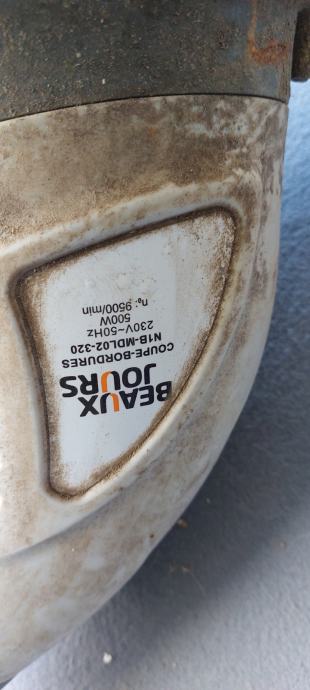 BEAUX
JOURS
COUPE-BORDURES
N1B-MDL02-320
230V~50Hz
500W
n₀: 9500/min